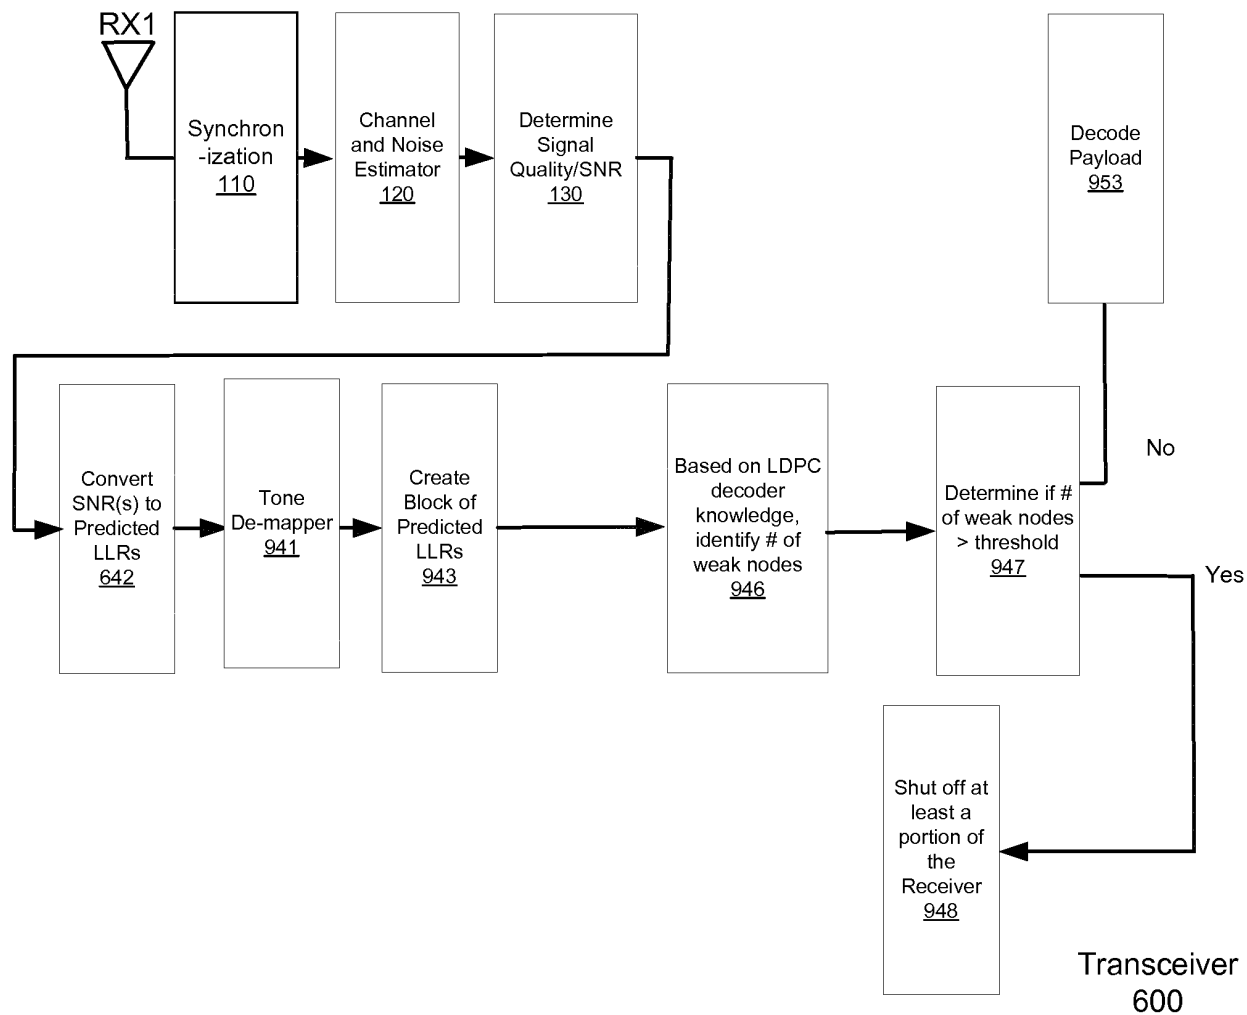 RX1
Synchron
-ization
110
Channel
and Noise
Estimator
120
Determine
Signal
Quality/SNR
130
Decode
Payload
953
Convert
SNR(s) to
Predicted
LLRs
642
Tone
De-mapper
941
Create
Block of
Predicted
LLRs
943
Based on LDPC
decoder
knowledge,
identify # of
weak nodes
946
Determine if #
of weak nodes
> threshold
947
No
Yes
Shut off at
least a
portion of
the
Receiver
948
Transceiver
600